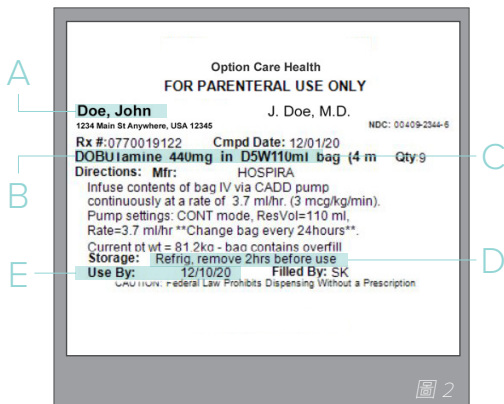 Option Care Health
FOR PARENTERAL USE ONLY
A
Doe, John J. Doe, M.D.
1234 Main St Anywhere, USA 12345 NDC: 00409-2344-6
Rx #:0770019122 Cmpd Date: 12/01/20
B DOBUlamine 440mg in D5W110ml bag (4 m Qty:9 C
Directions: Mfr: HOSPIRA
Infuse contents of bag IV via CADD pump
continuously at a rate of 3.7 ml/hr. (3 mcg/kg/min).
Pump settings: CONT mode, ResVol=110 ml,
Rate=3.7 ml/hr **Change bag every 24hours**.
Current pt wt = 81.2kg - bag contains overfill
Storage: Refrig, remove 2hrs before use D
E Use By: 12/10/20 Filled By: SK
CAUTION: Federal Law Prohibits Dispensing Without a Prescription
圖 2